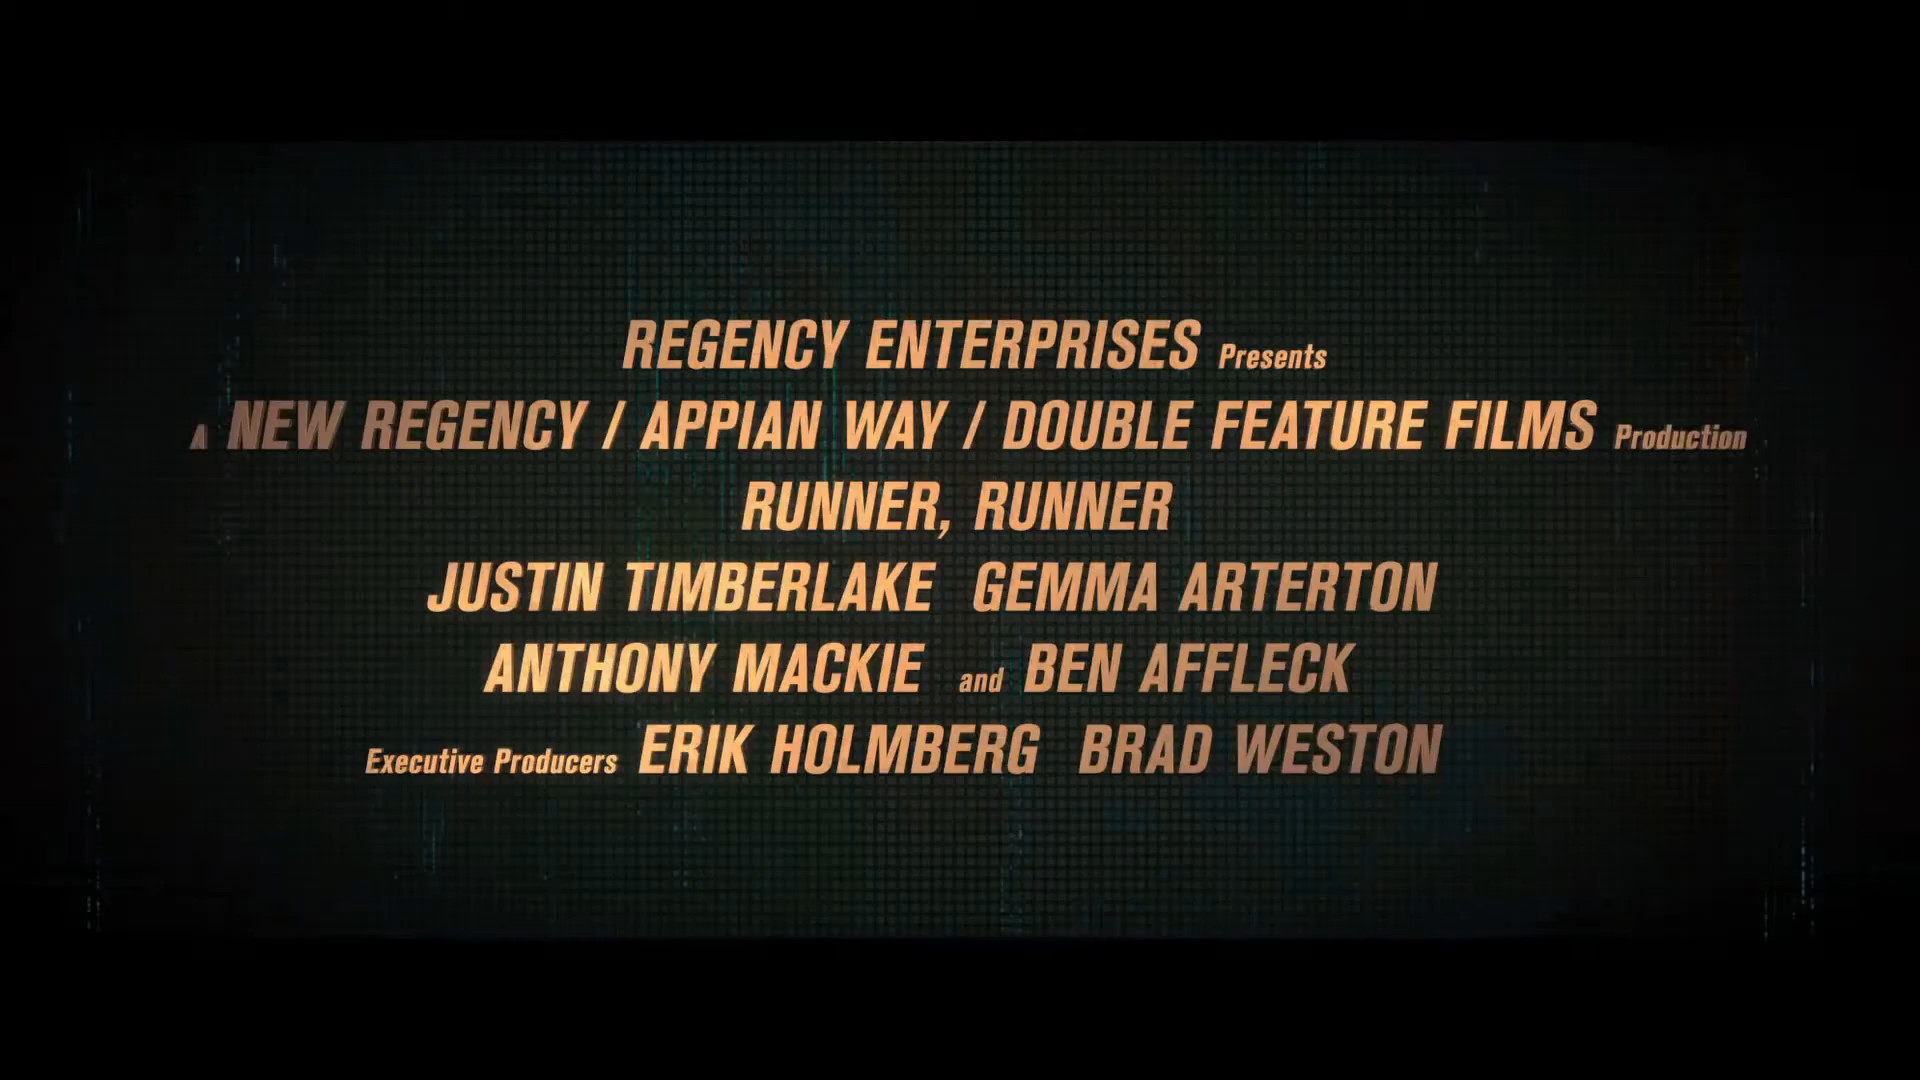 REGENCY ENTERPRISES Presents
A NEW REGENCY / APPIAN WAY / DOUBLE FEATURE FILMS Production
RUNNER, RUNNER
JUSTIN TIMBERLAKE GEMMA ARTERTON
ANTHONY MACKIE and BEN AFFLECK
Executive Producers ERIK HOLMBERG BRAD WESTON